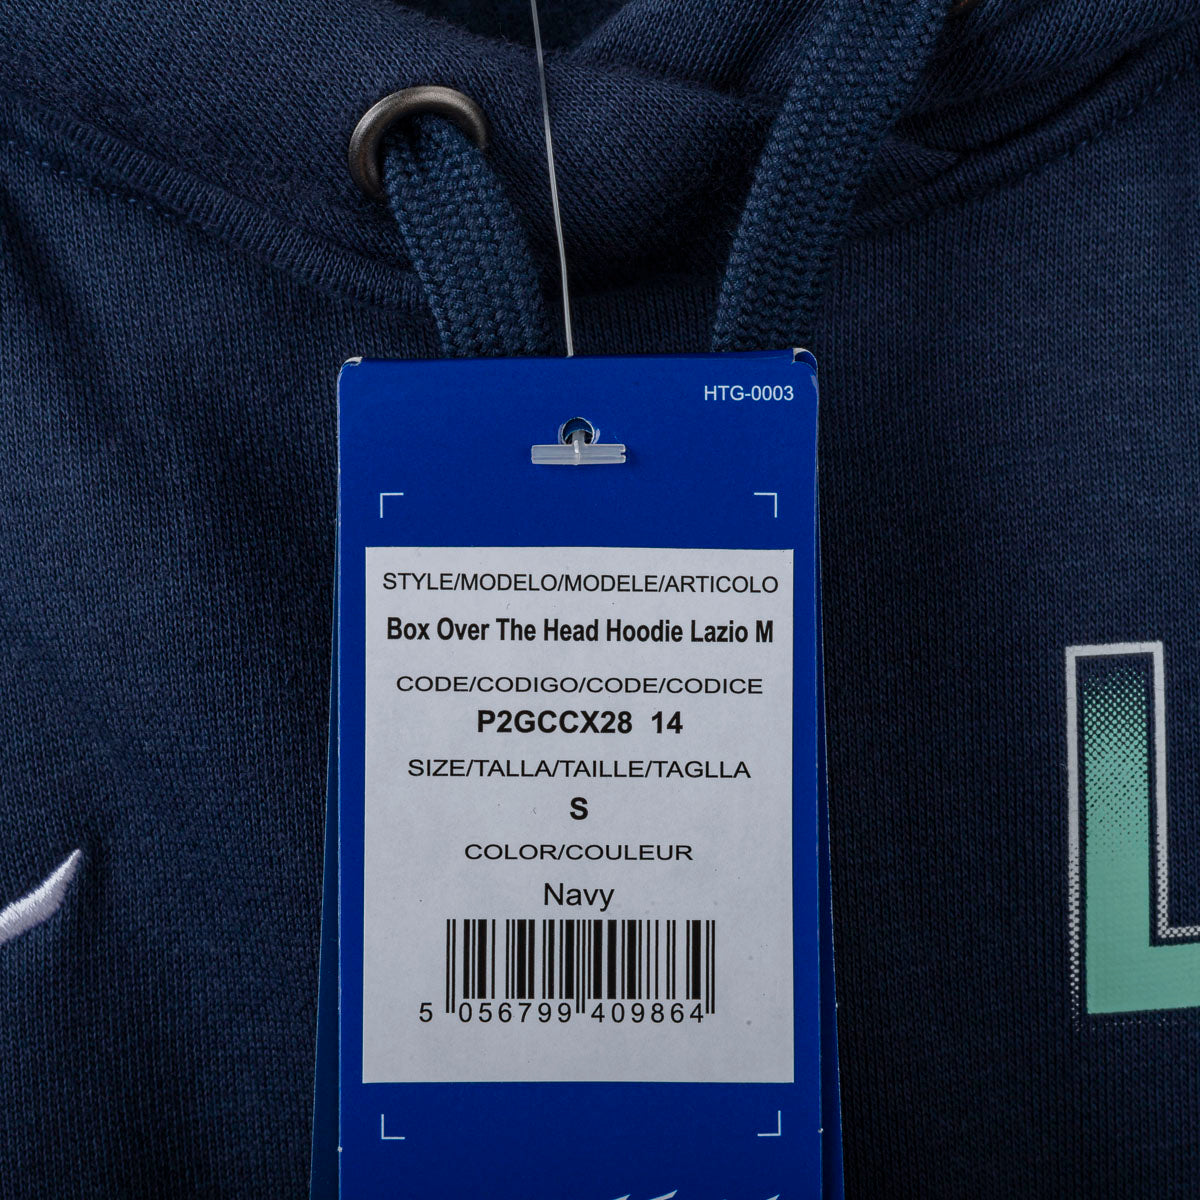 HTG-0003
STYLE/MODELO/MODELE/ARTICOLO
Box Over The Head Hoodie Lazio M
CODE/CODIGO/CODE/CODICE
P2GCCX28 14
SIZE/TALLA/TAILLE/TAGLLA
S
COLOR/COULEUR
Navy
5 056799 409864
L